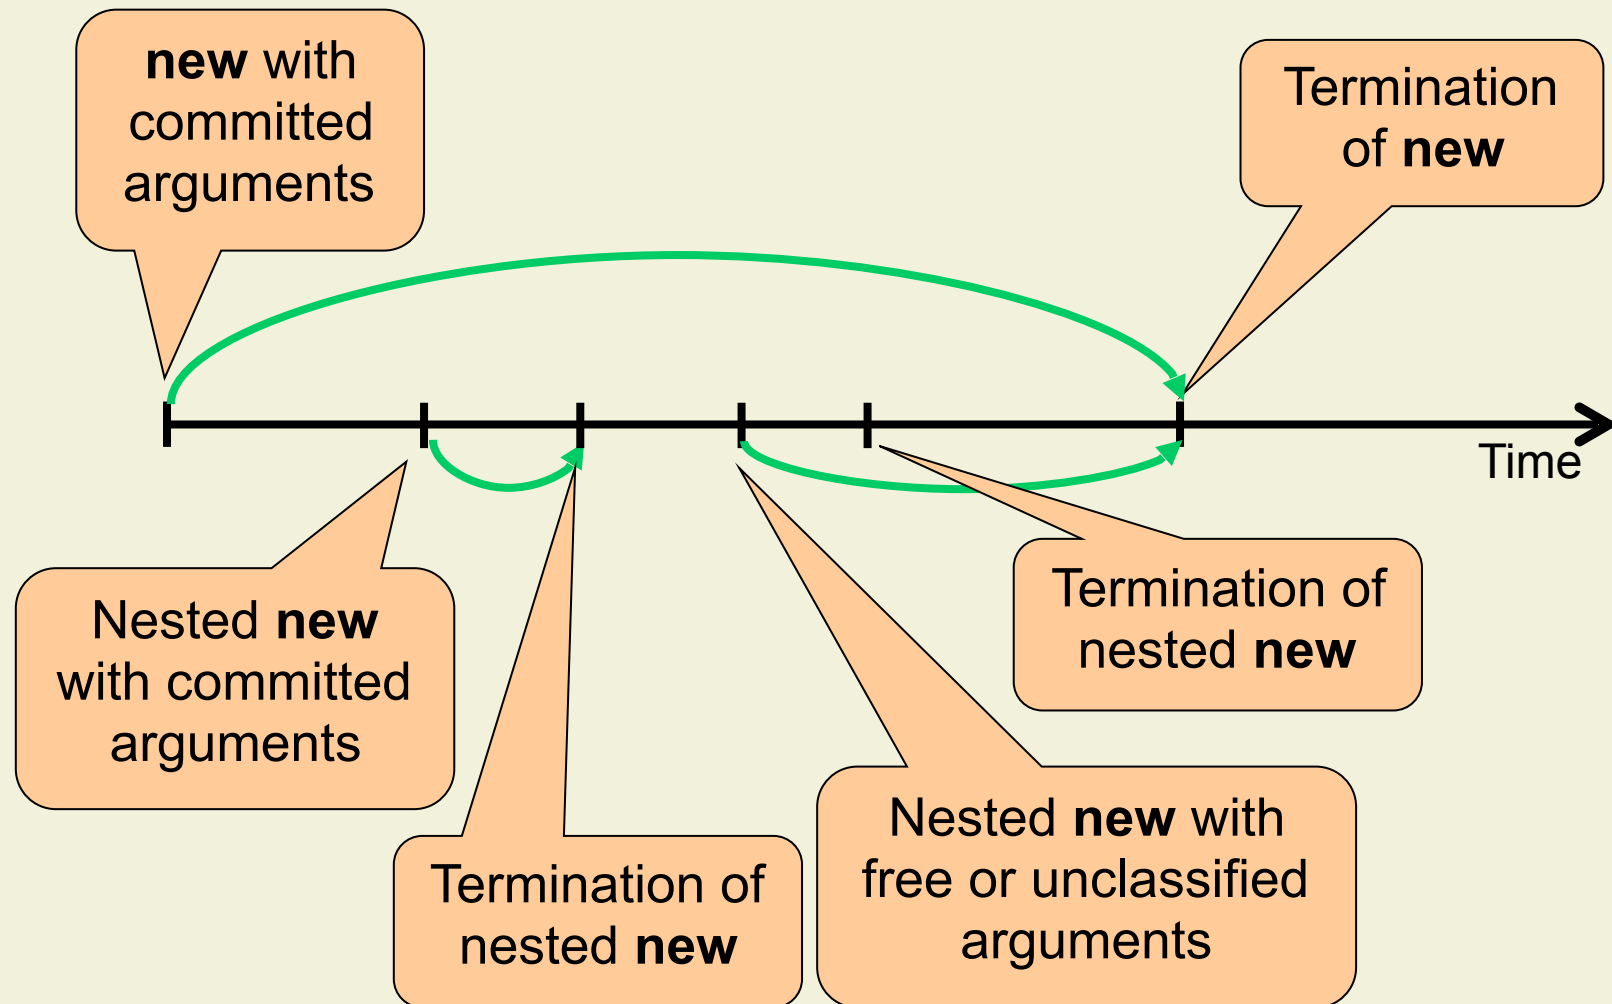 new with
committed
arguments
Termination
of new
Time
Nested new
with committed
arguments
Termination of
nested new
Termination of
nested new
Nested new with
free or unclassified
arguments